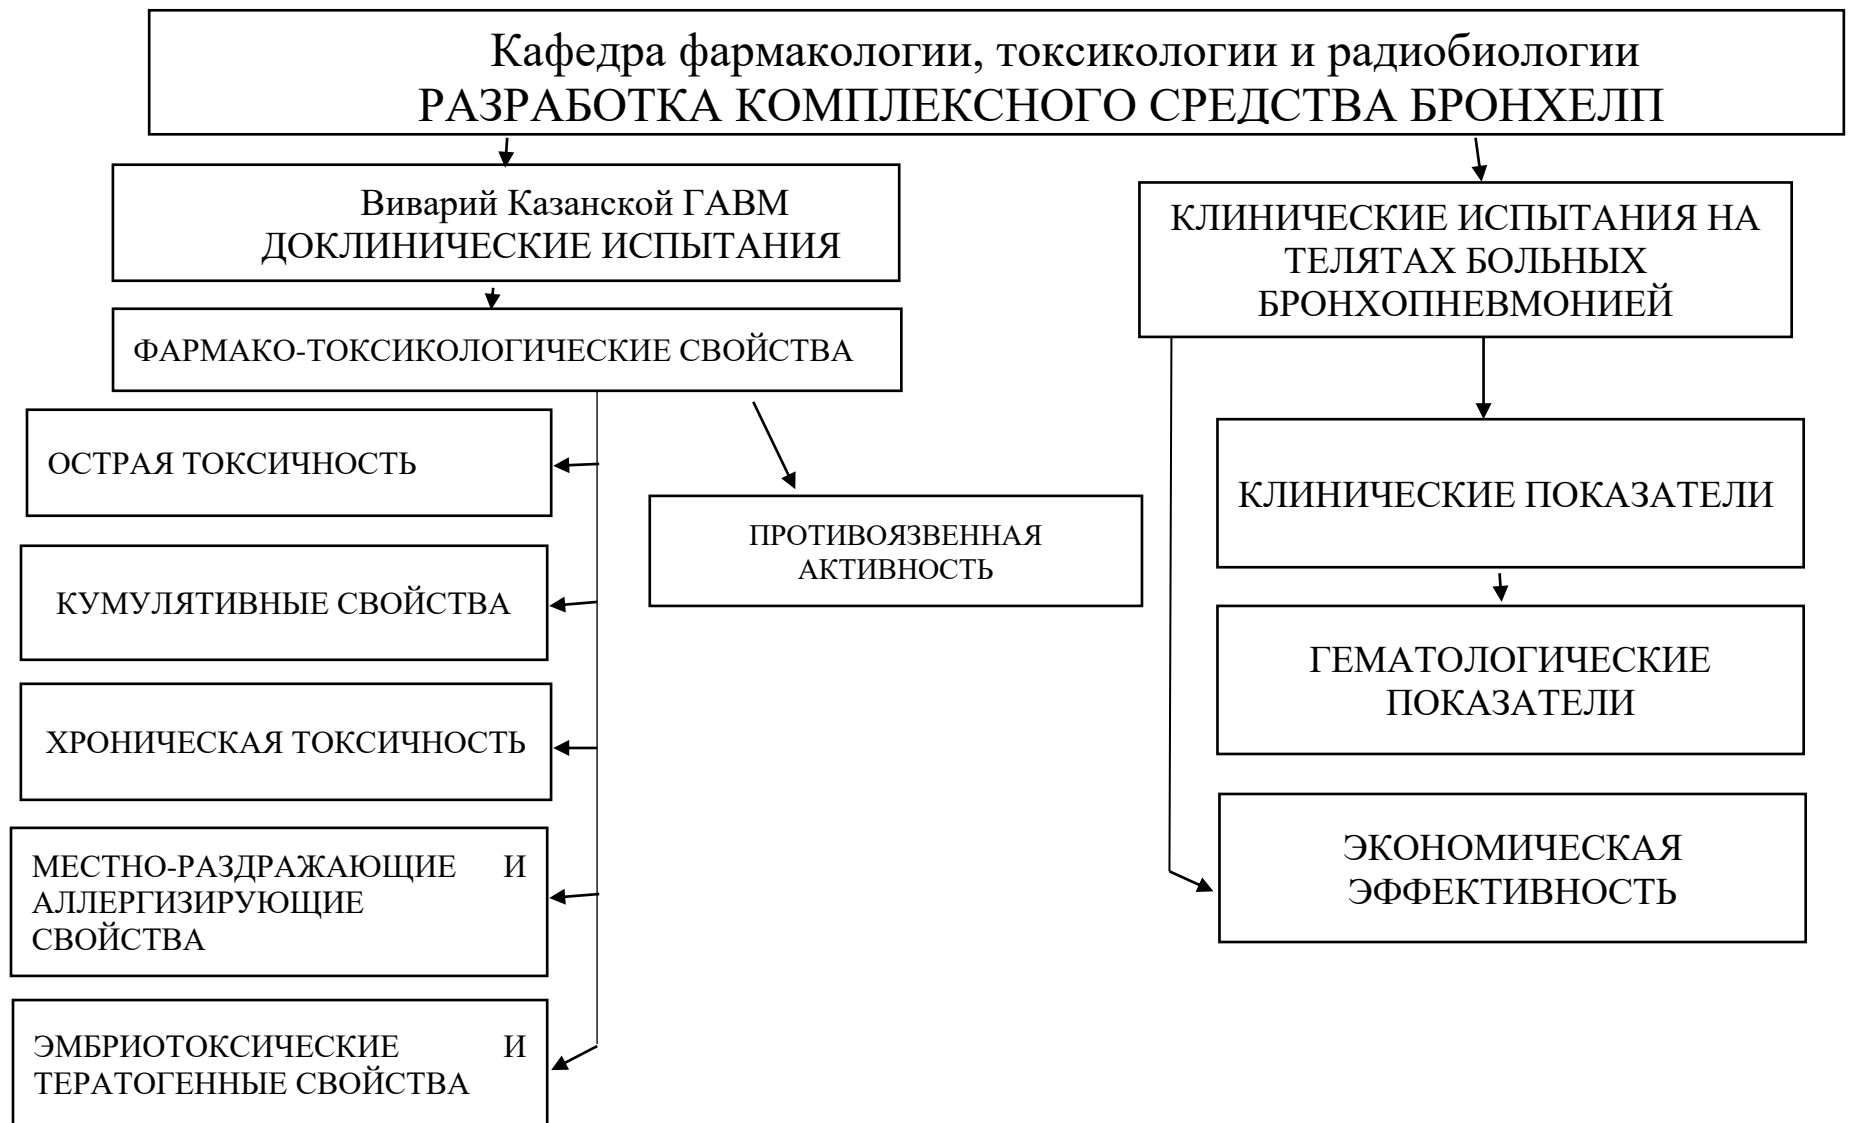 Кафедра фармакологии, токсикологии и радиобиологии
РАЗРАБОТКА КОМПЛЕКСНОГО СРЕДСТВА БРОНХЕЛП
Виварий Казанской ГАВМ
ДОКЛИНИЧЕСКИЕ ИСПЫТАНИЯ
ФАРМАКО-ТОКСИКОЛОГИЧЕСКИЕ СВОЙСТВА
ОСТРАЯ ТОКСИЧНОСТЬ
КУМУЛЯТИВНЫЕ СВОЙСТВА
ХРОНИЧЕСКАЯ ТОКСИЧНОСТЬ
МЕСТНО-РАЗДРАЖАЮЩИЕ И
АЛЛЕРГИЗИРУЮЩИЕ
СВОЙСТВА
ЭМБРИОТОКСИЧЕСКИЕ И
ТЕРАТОГЕННЫЕ СВОЙСТВА
ПРОТИВОЯЗВЕННАЯ
АКТИВНОСТЬ
КЛИНИЧЕСКИЕ ИСПЫТАНИЯ НА
ТЕЛЯТАХ БОЛЬНЫХ
БРОНХОПНЕВМОНИЕЙ
КЛИНИЧЕСКИЕ ПОКАЗАТЕЛИ
ГЕМАТОЛОГИЧЕСКИЕ
ПОКАЗАТЕЛИ
ЭКОНОМИЧЕСКАЯ
ЭФФЕКТИВНОСТЬ